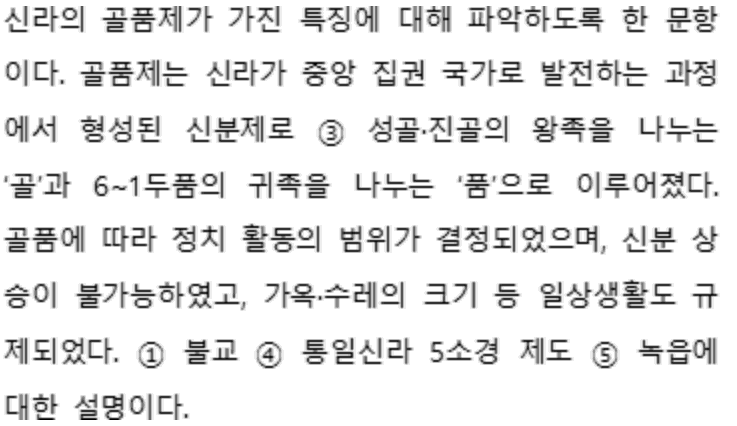 신라의 골품제가 가진 특징에 대해 파악하도록 한 문항
이다. 골품제는 신라가 중앙 집권 국가로 발전하는 과정
에서 형성된 신분제로 ③ 성골·진골의 왕족을 나누는
‘골’과 6~1두품의 귀족을 나누는 ‘품’으로 이루어졌다.
골품에 따라 정치 활동의 범위가 결정되었으며, 신분 상
승이 불가능하였고, 가옥·수레의 크기 등 일상생활도 규
제되었다. ① 불교 ④ 통일신라 5소경 제도 ⑤ 녹읍에
대한 설명이다.